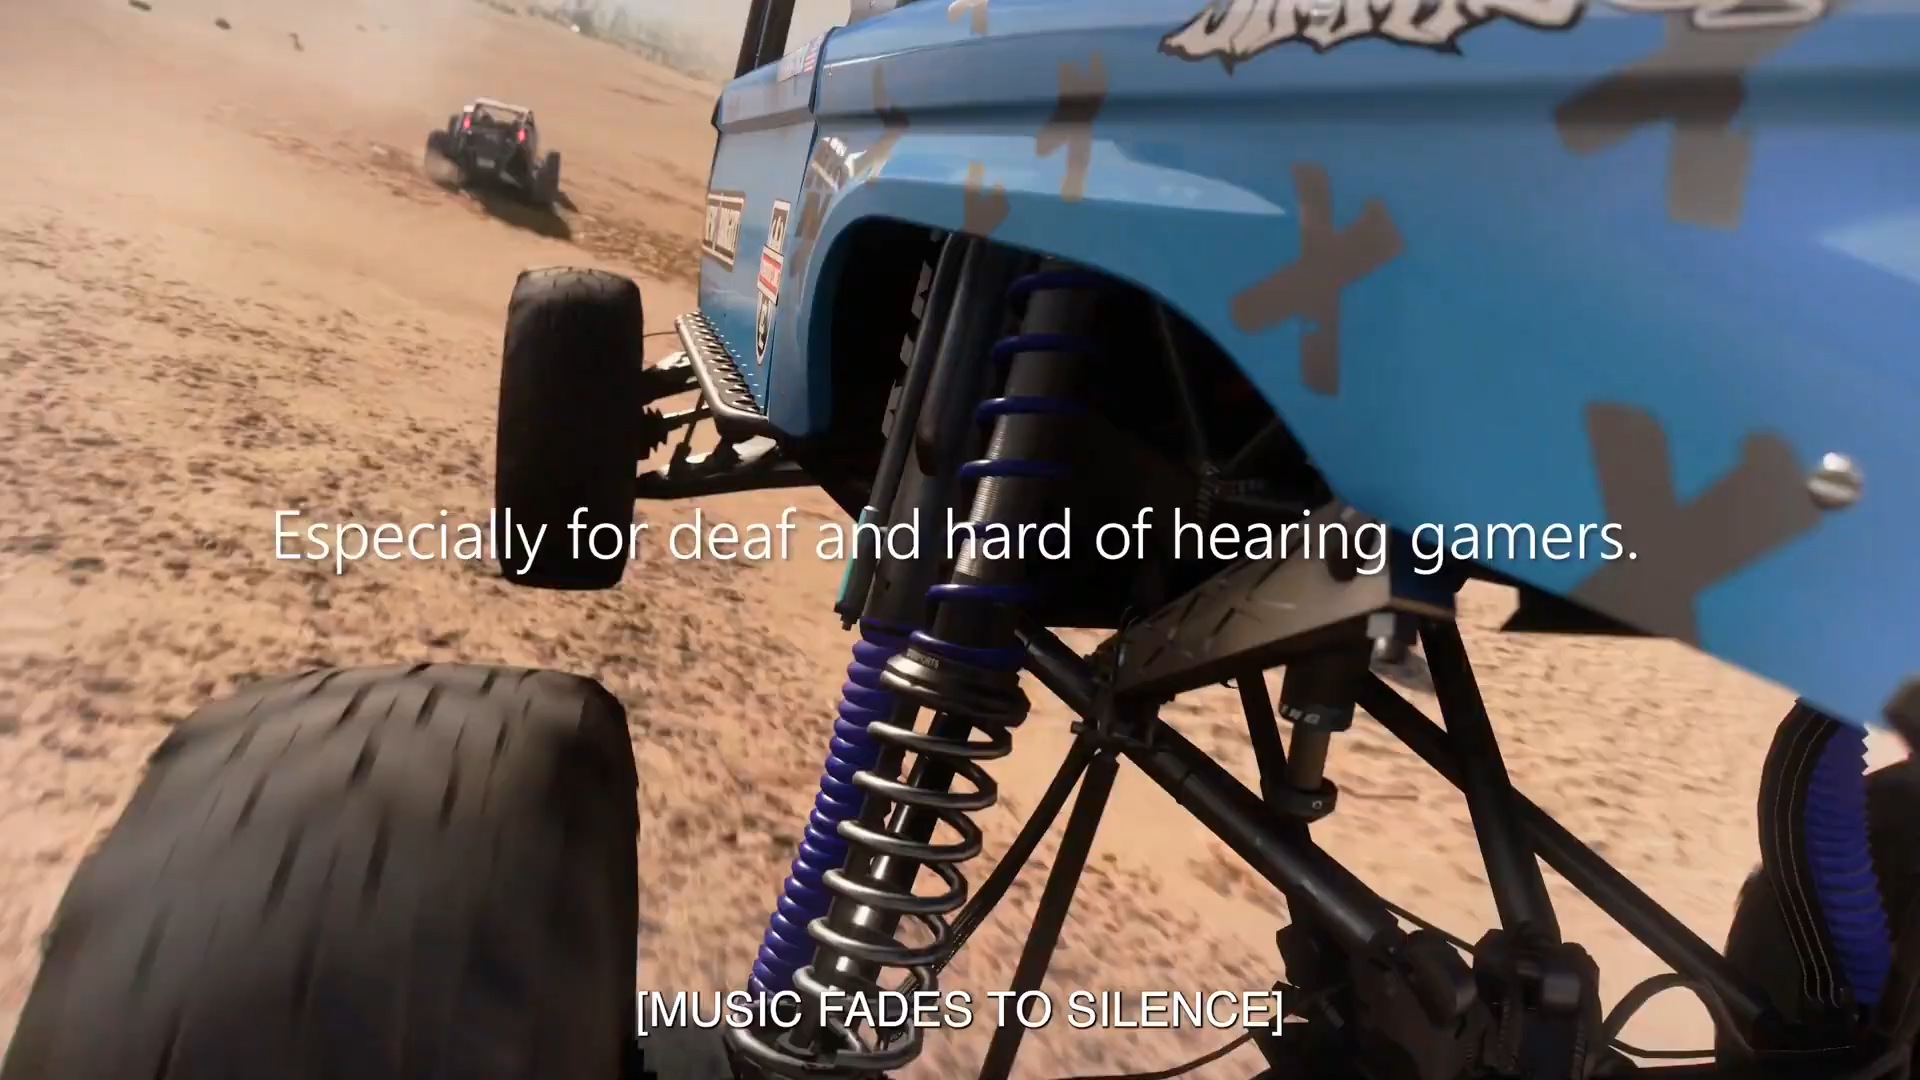 Especially for deaf and hard of hearing gamers.
[MUSIC FADES TO SILENCE]